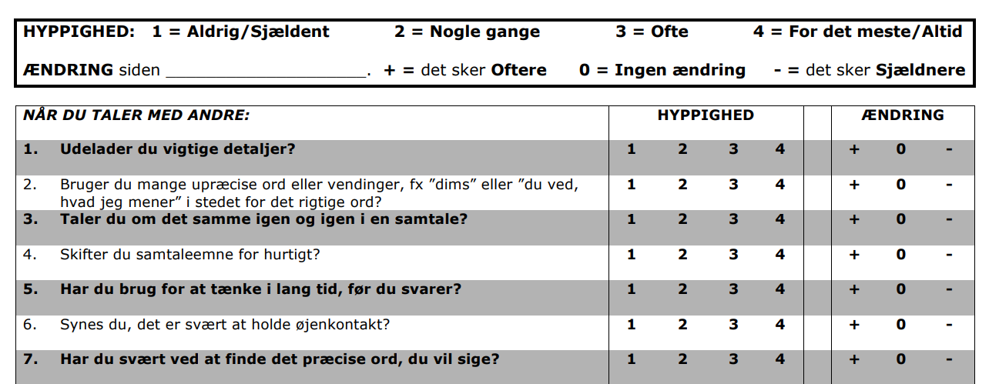 HYPPIGHED: 1 = Aldrig/Sjældent 2 = Nogle gange 3 = Ofte 4 = For det meste/Altid
ÆNDRING siden ________________________. + = det sker Oftere 0 = Ingen ændring - = det sker Sjældnere
NÅR DU TALER MED ANDRE: HYPPIGHED ÆNDRING
1. Udelader du vigtige detaljer? 1 2 3 4 + 0 -
2. Bruger du mange upræcise ord eller vendinger, fx ”dims” eller ”du ved, 1 2 3 4 + 0 -
hvad jeg mener” i stedet for det rigtige ord?
3. Taler du om det samme igen og igen i en samtale? 1 2 3 4 + 0 -
4. Skifter du samtaleemne for hurtigt? 1 2 3 4 + 0 -
5. Har du brug for at tænke i lang tid, før du svarer? 1 2 3 4 + 0 -
6. Synes du, det er svært at holde øjenkontakt? 1 2 3 4 + 0 -
7. Har du svært ved at finde det præcise ord, du vil sige? 1 2 3 4 + 0 -